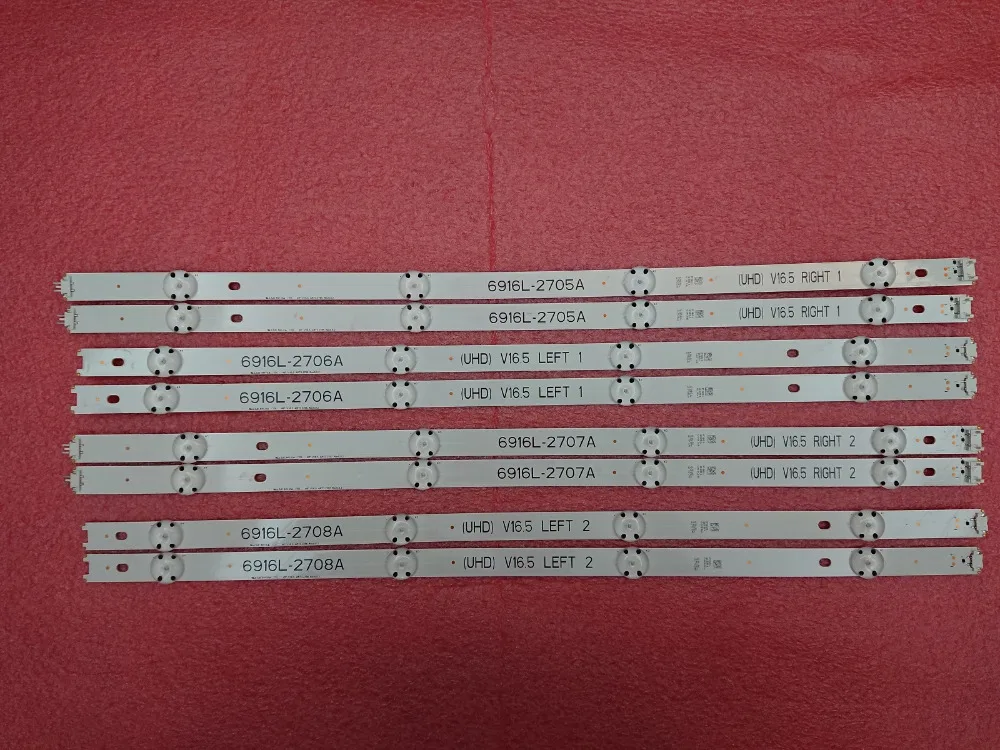 6916L-2705A (UHD) V16.5 RIGHT 1
6916L-2705A (UHD) V16.5 RIGHT 1
6916L-2706A (UHD) V16.5 LEFT 1
6916L-2706A (UHD) V16.5 LEFT 1
6916L-2707A (UHD) V16.5 RIGHT 2
6916L-2707A (UHD) V16.5 RIGHT 2
6916L-2708A (UHD) V16.5 LEFT 2
6916L-2708A (UHD) V16.5 LEFT 2